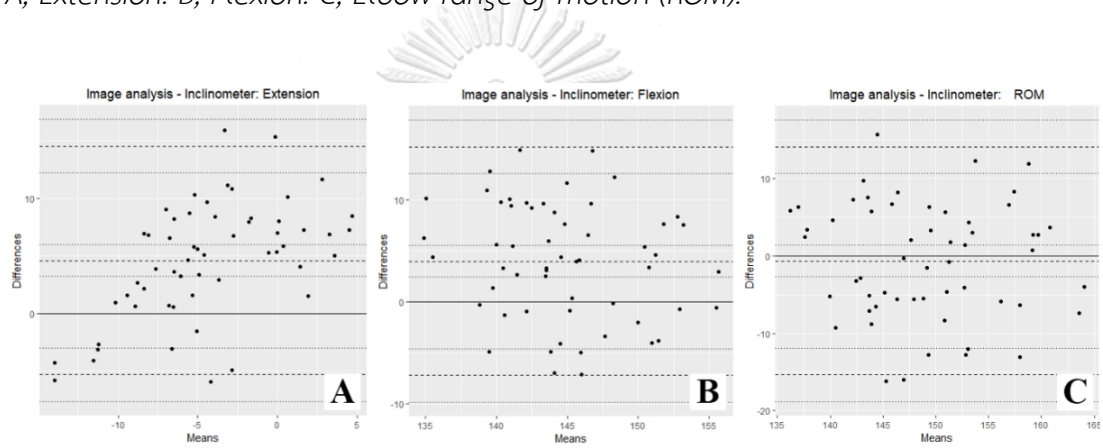 A, Extension. B, Flexion. C, Elbow range of motion (ROM).
Image analysis - Inclinometer: Extension
Differences
10
0
-10
-5
0
5
Means
A
Image analysis - Inclinometer: Flexion
Differences
10
0
-10
135
140
145
150
155
Means
B
Image analysis - Inclinometer: ROM
Differences
10
0
-10
-20
135
140
145
150
155
160
165
Means
C